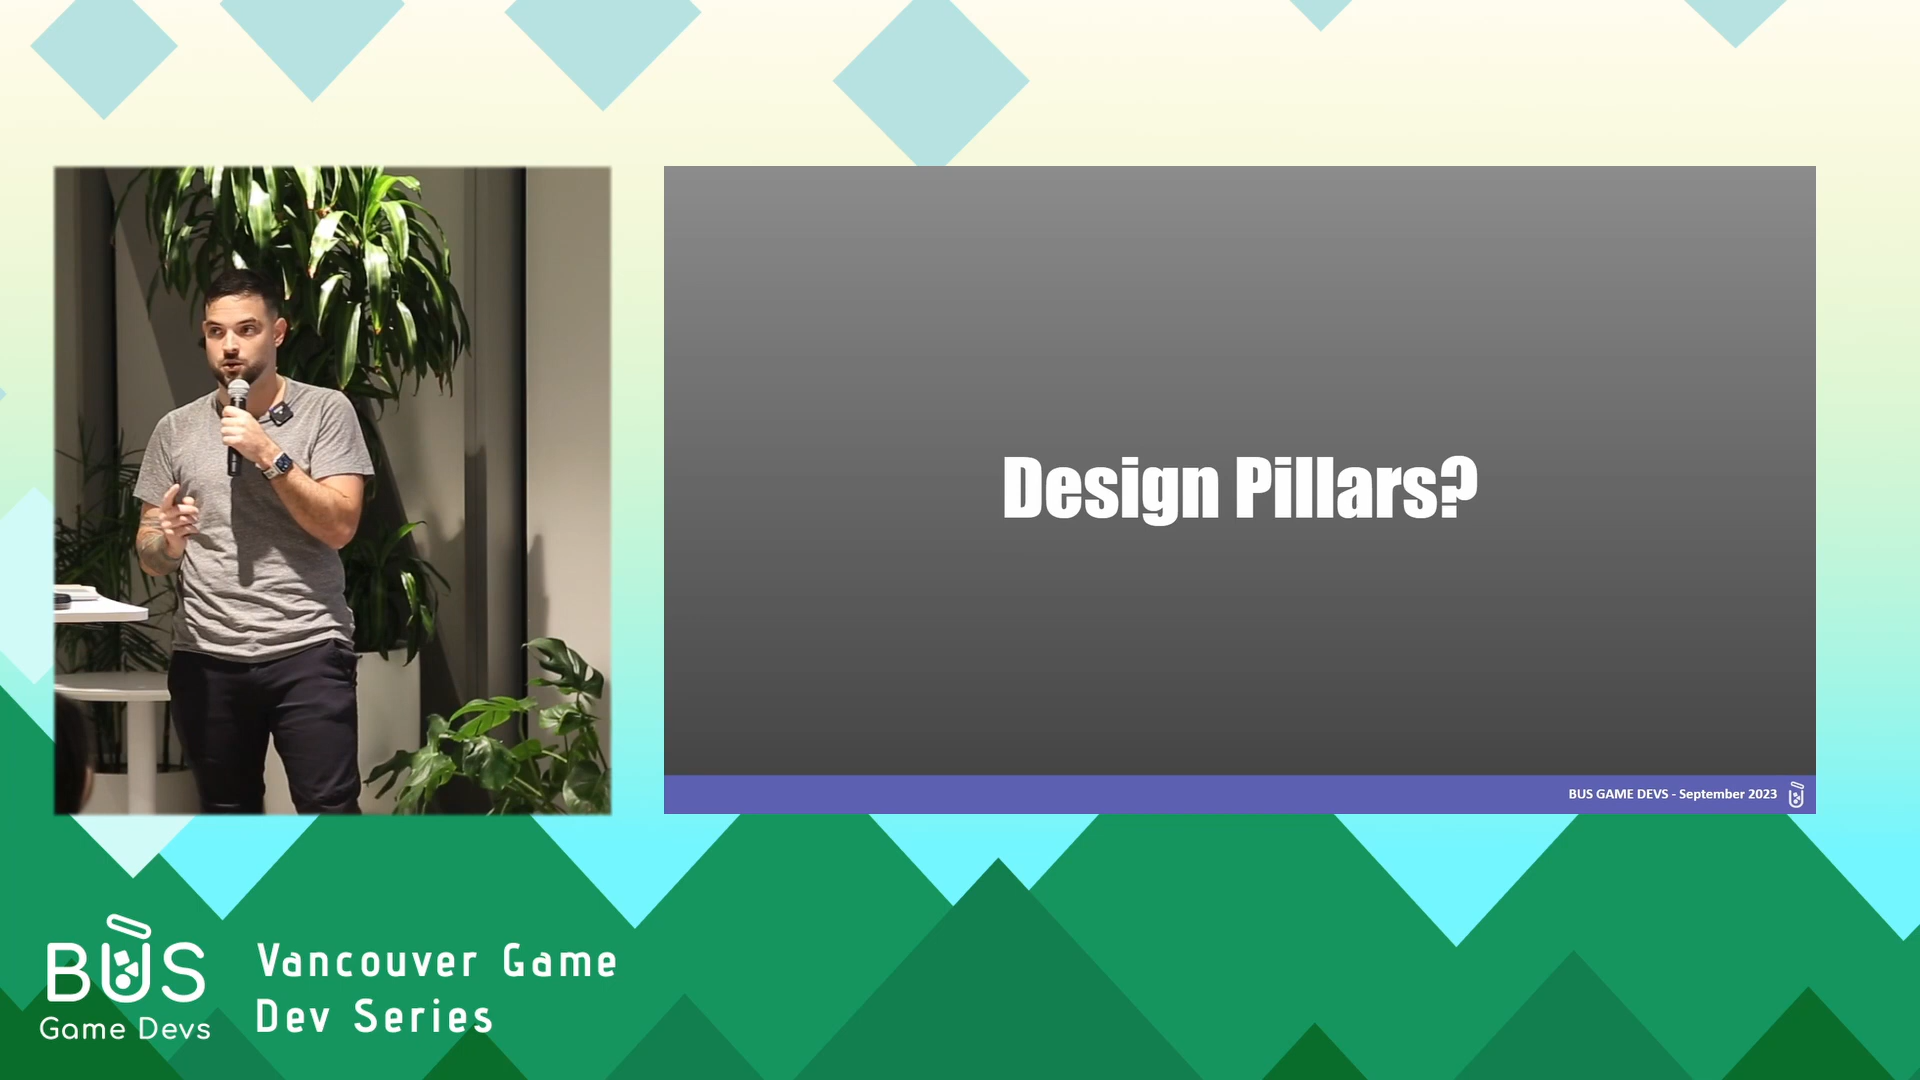 Design Pillars?
BUS GAME DEVS - September 2023
BUS
Game Devs
Vancouver Game
Dev Series